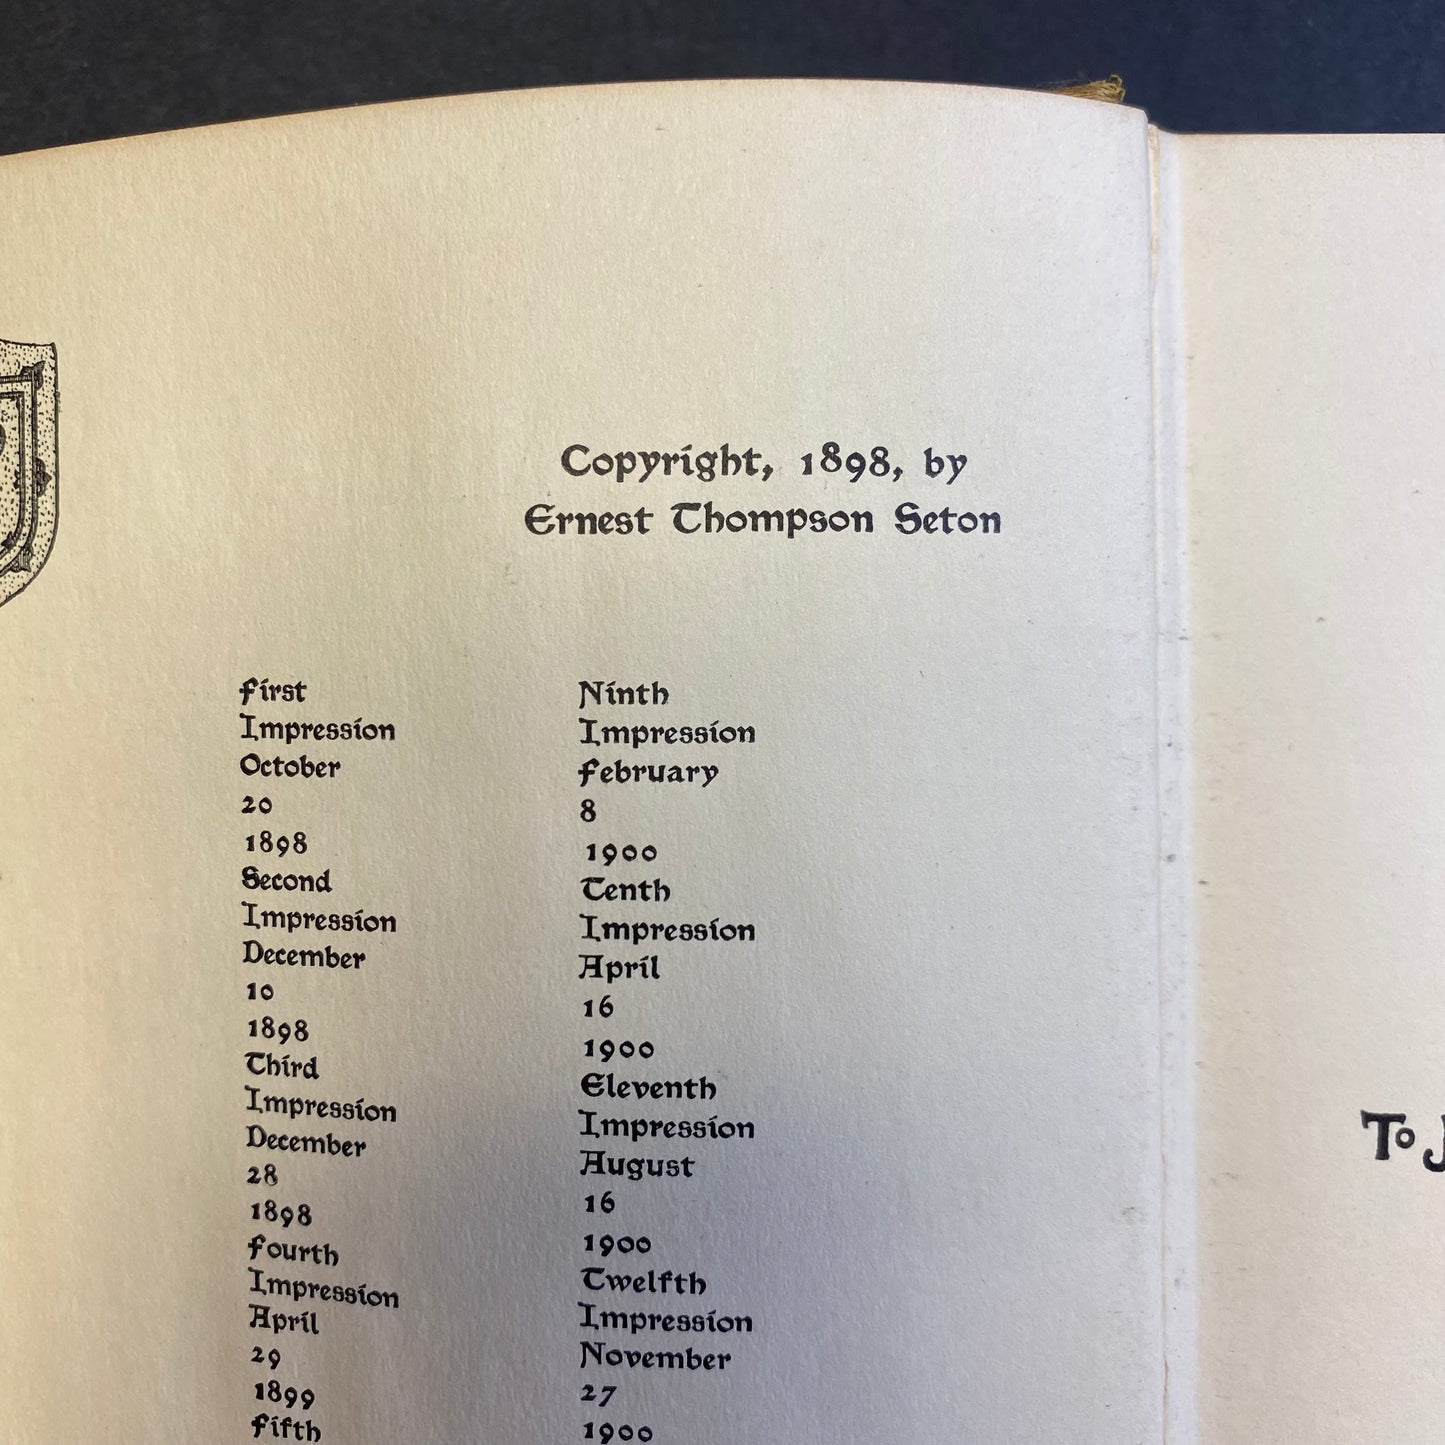 Copyright, 1898, by
Ernest Thompson Seton
First
Impression
October
20
1898
Second
Impression
December
10
1898
Third
Impression
December
28
1898
Fourth
Impression
April
29
1899
Fifth
Ninth
Impression
February
8
1900
Tenth
Impression
April
16
1900
Eleventh
Impression
August
16
1900
Twelfth
Impression
November
27
1900
To